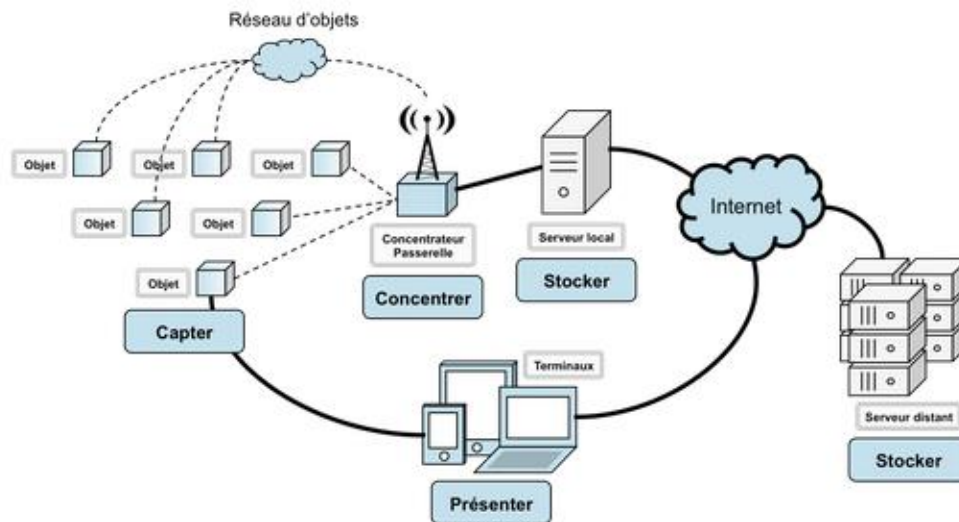 Réseau d'objets
Objet
Objet
Objet
Objet
Objet
Objet
Concentrateur
Passerelle
Concentrer
Serveur local
Stocker
Internet
Capter
Terminaux
Présenter
Serveur distant
Stocker